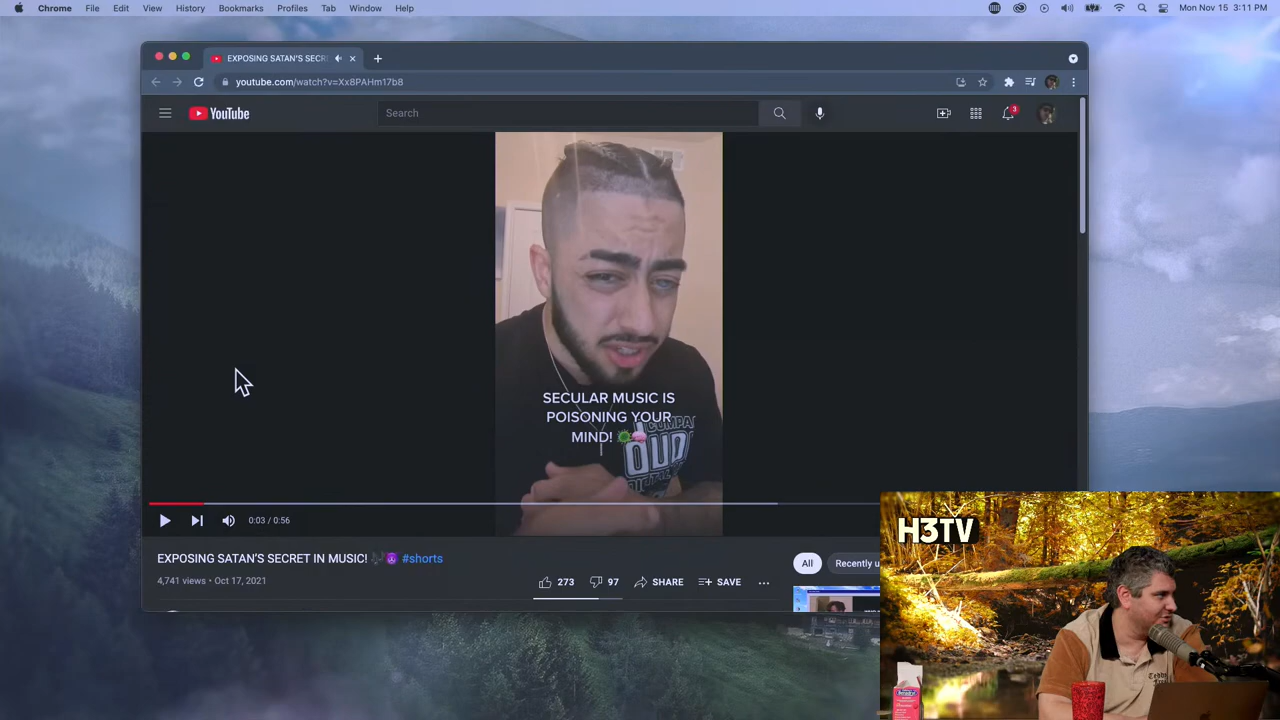 Chrome File Edit View History Bookmarks Profiles Tab Window Help
Mon Nov 15 3:11 PM
EXPOSING SATAN'S SECR
youtube.com/watch?v=Xx8PAHm17b8
YouTube
Search
3
SECULAR MUSIC IS
POISONING YOUR
MIND! 🦠🧠
0:03 / 0:56
EXPOSING SATAN'S SECRET IN MUSIC! 🎶😈 #shorts
4,741 views • Oct 17, 2021
273 97 SHARE SAVE
All Recently u
H3TV